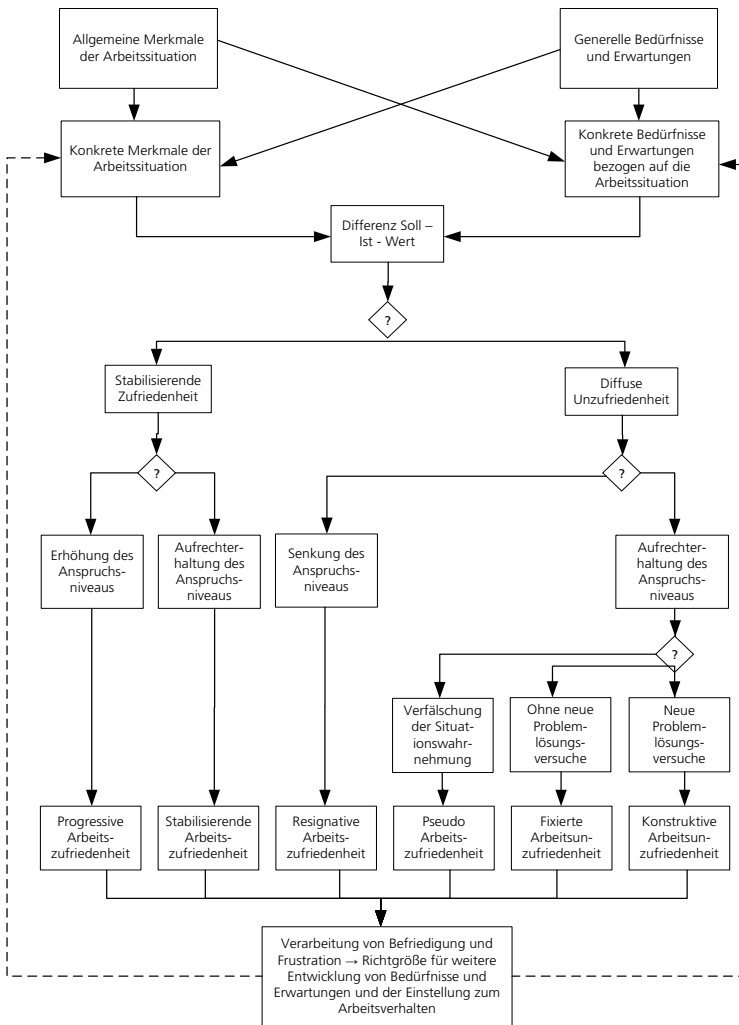 Allgemeine Merkmale
der Arbeitssituation
Generelle Bedürfnisse
und Erwartungen
Konkrete Merkmale der
Arbeitssituation
Konkrete Bedürfnisse
und Erwartungen
bezogen auf die
Arbeitssituation
Differenz Soll –
Ist - Wert
?
Stabilisierende
Zufriedenheit
Diffuse
Unzufriedenheit
?
?
Erhöhung des
Anspruchs-
niveaus
Aufrechter-
haltung des
Anspruchs-
niveaus
Senkung des
Anspruchs-
niveaus
Aufrechter-
haltung des
Anspruchs-
niveaus
?
Verfälschung
der Situati-
onswahr-
nehmung
Ohne neue
Problem-
lösungs-
versuche
Neue
Problem-
lösungs-
versuche
Progressive
Arbeits-
zufriedenheit
Stabilisierende
Arbeits-
zufriedenheit
Resignative
Arbeits-
zufriedenheit
Pseudo
Arbeits-
zufriedenheit
Fixierte
Arbeitsun-
zufriedenheit
Konstruktive
Arbeitsun-
zufriedenheit
Verarbeitung von Befriedigung und
Frustration → Richtgröße für weitere
Entwicklung von Bedürfnisse und
Erwartungen und der Einstellung zum
Arbeitsverhalten